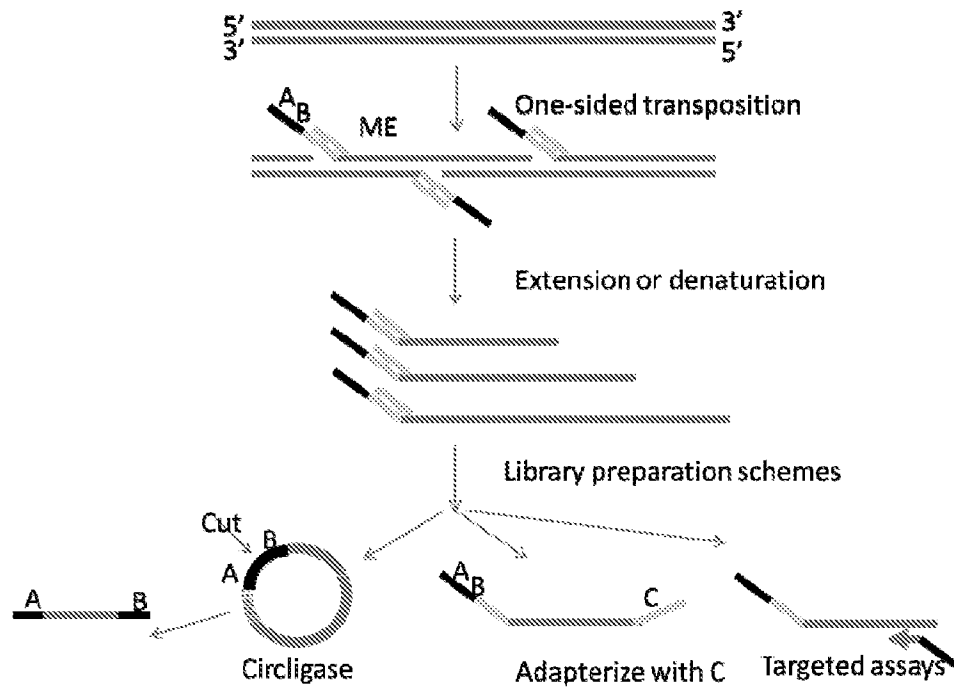 5' 3'
3' 5'
A B ME One-sided transposition
Extension or denaturation
Library preparation schemes
Cut
B
A
A B
A B
C
Circligase
Adapterize with C
Targeted assays